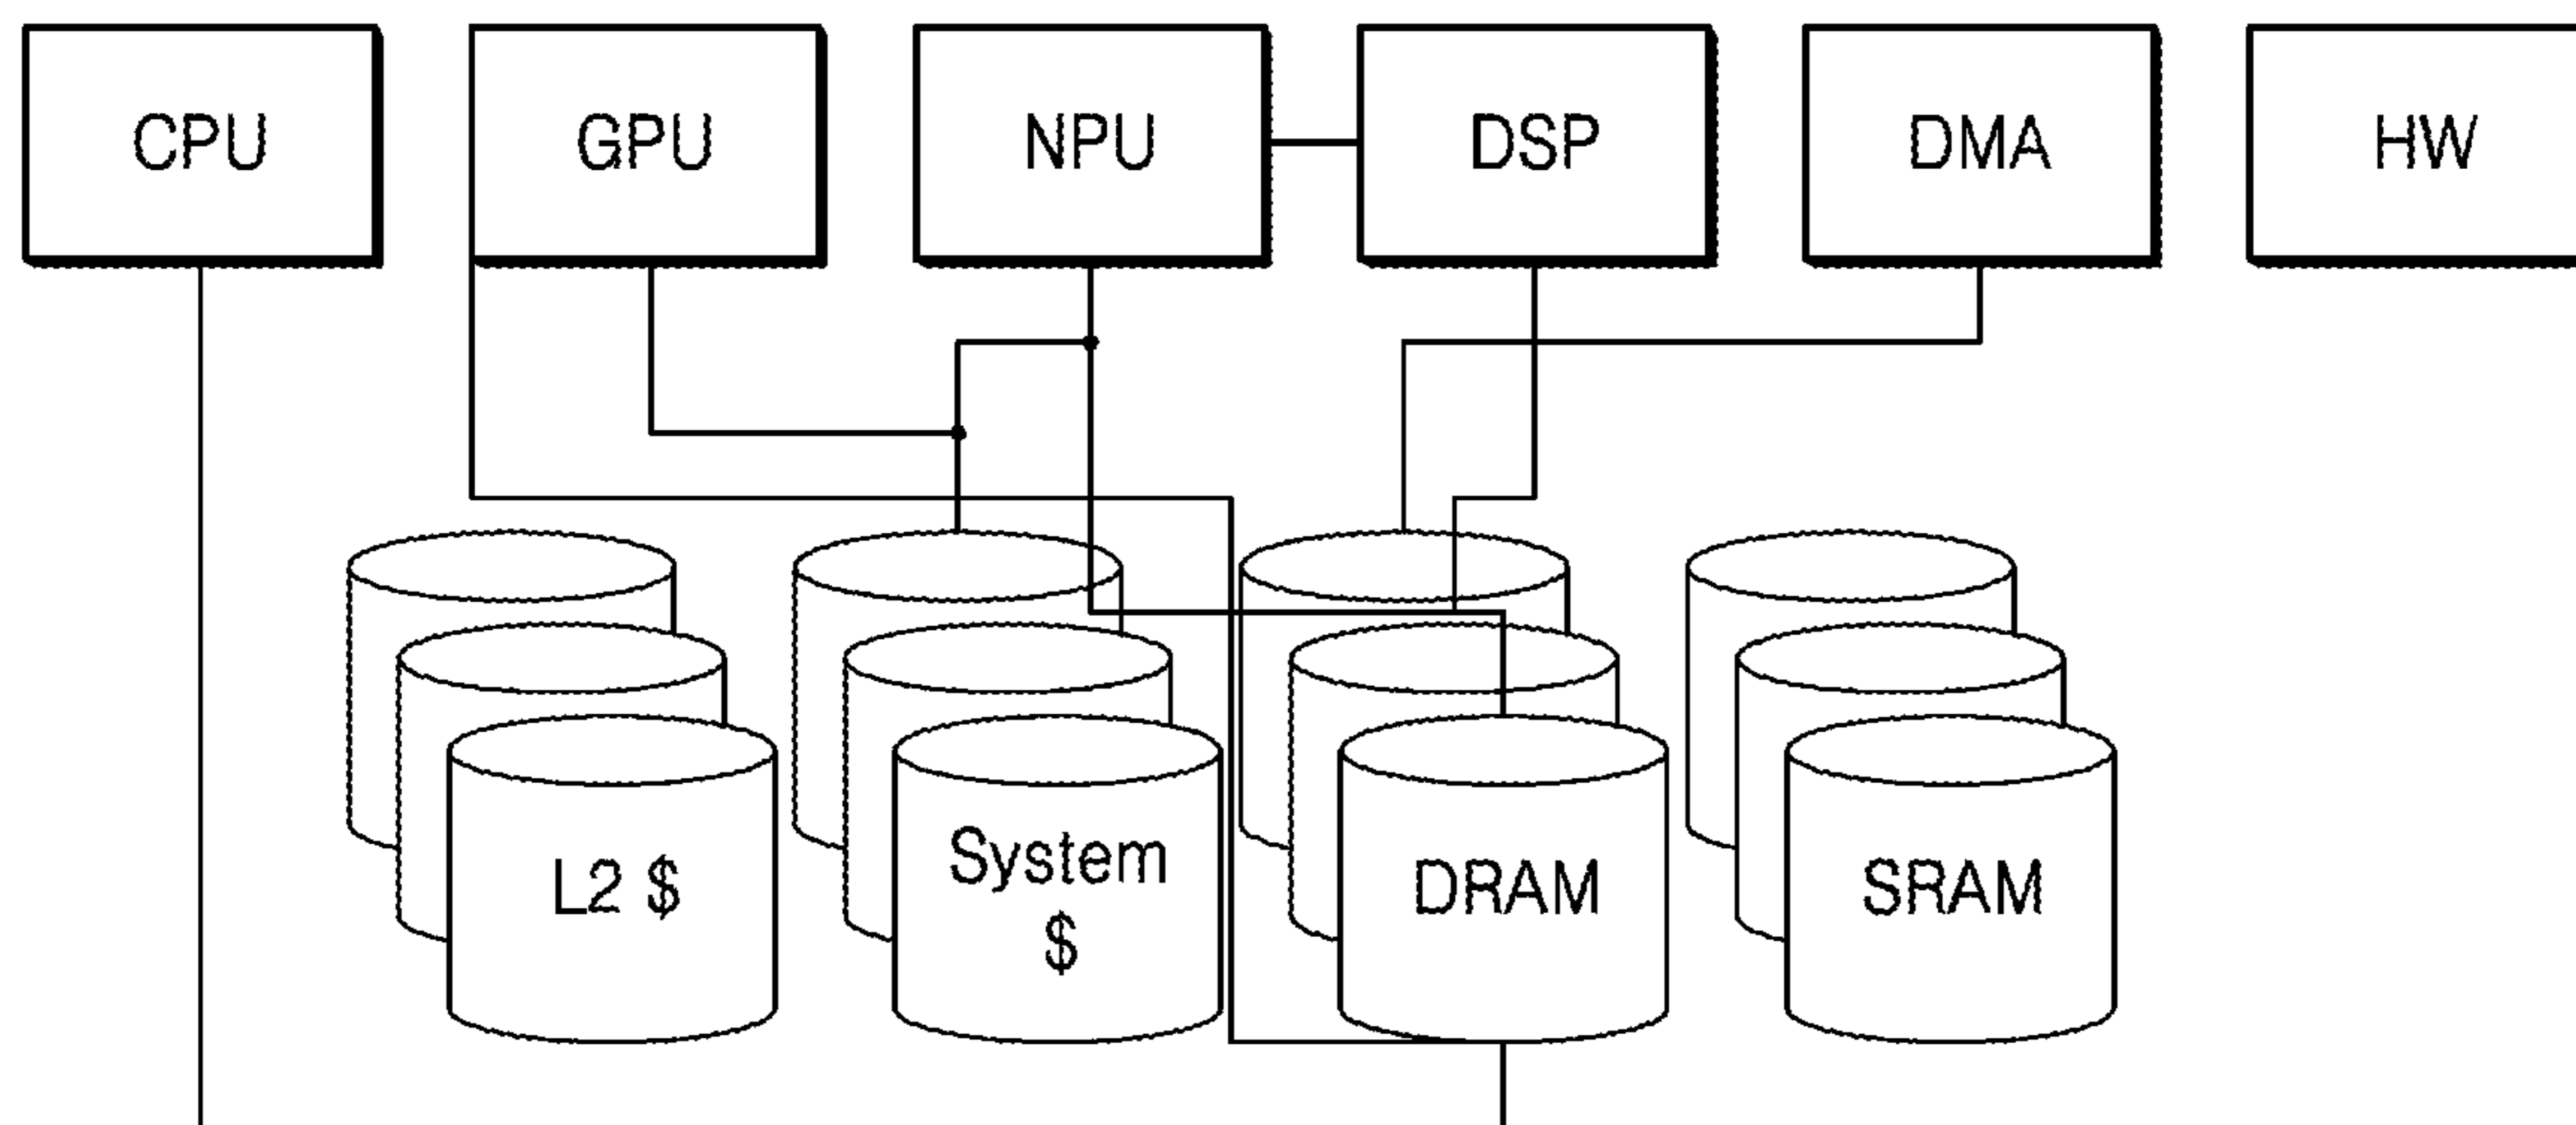 CPU
GPU
NPU
DSP
DMA
HW
L2 $
System
$
DRAM
SRAM